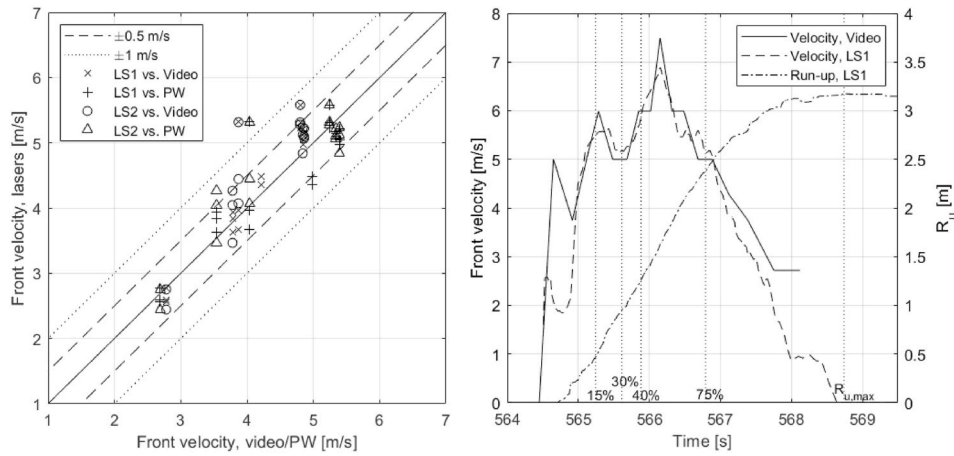 ±0.5 m/s
±1 m/s
LS1 vs. Video
LS1 vs. PW
LS2 vs. Video
LS2 vs. PW
7
6
5
4
3
2
1
1
2
3
4
5
6
7
Front velocity, lasers [m/s]
Front velocity, video/PW [m/s]
Velocity, Video
Velocity, LS1
Run-up, LS1
8
7
6
5
4
3
2
1
0
Front velocity [m/s]
4
3.5
3
2.5
2
1.5
1
0.5
0
R_u [m]
15%
30%
40%
75%
R_u,max
564
565
566
567
568
569
Time [s]